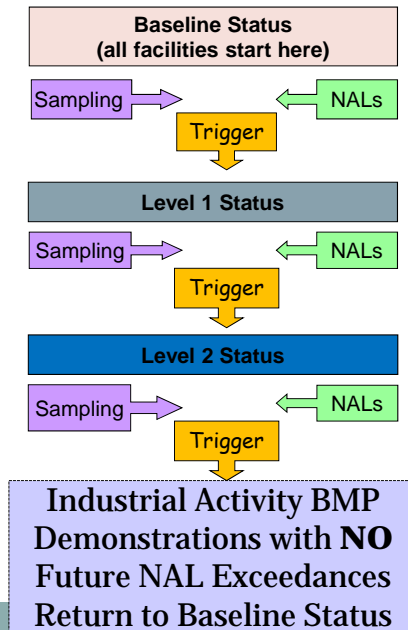 Baseline Status
(all facilities start here)
Sampling
NALs
Trigger
Level 1 Status
Sampling
NALs
Trigger
Level 2 Status
Sampling
NALs
Trigger
Industrial Activity BMP
Demonstrations with NO
Future NAL Exceedances
Return to Baseline Status